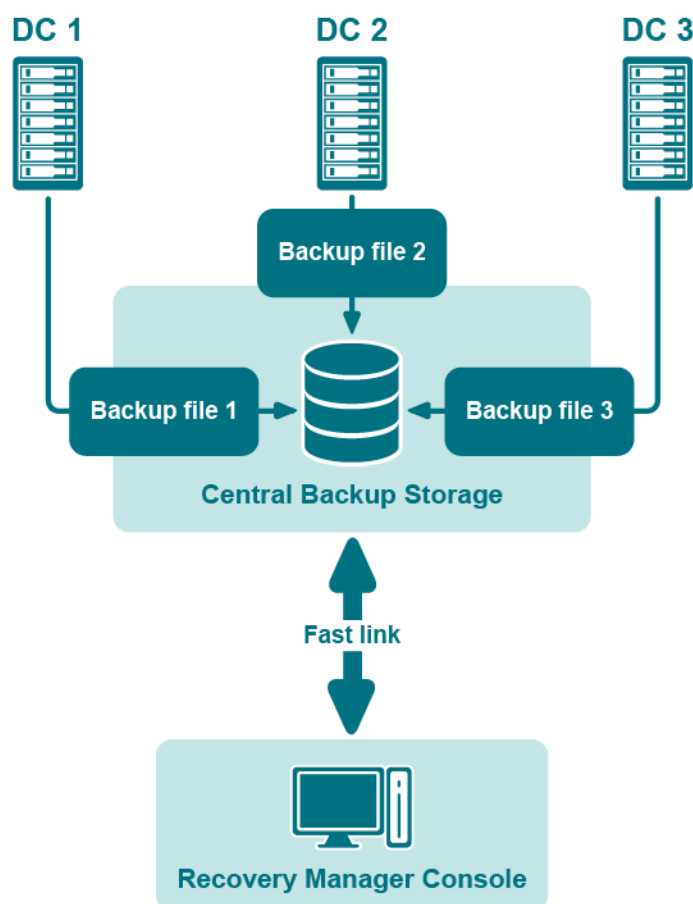 DC 1
DC 2
DC 3
Backup file 2
Backup file 1
Backup file 3
Central Backup Storage
Fast link
Recovery Manager Console